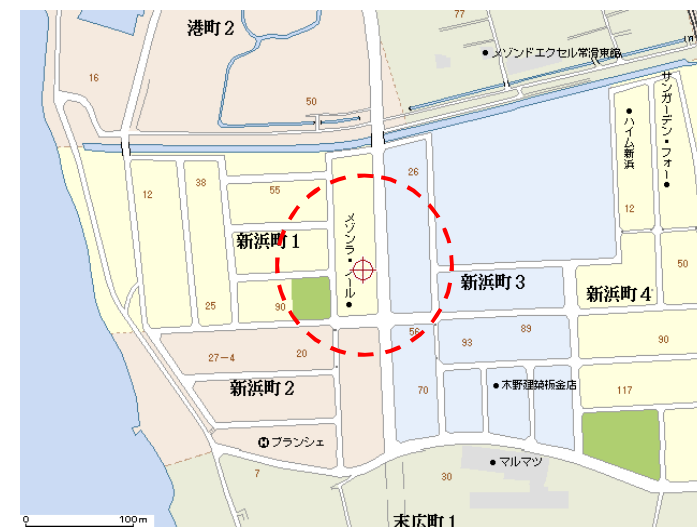 港町2
77
メゾンドエクセル常滑東館
16
50
サンガーデン・フォー
ハイム新浜
12
38
55
26
12
メゾンラ・ノール
新浜町1
50
新浜町3
新浜町4
25
90
56
93
89
90
27-4
20
新浜町2
70
木野建築板金店
117
H ブランシェ
マルマツ
7
30
末広町1
0 100m